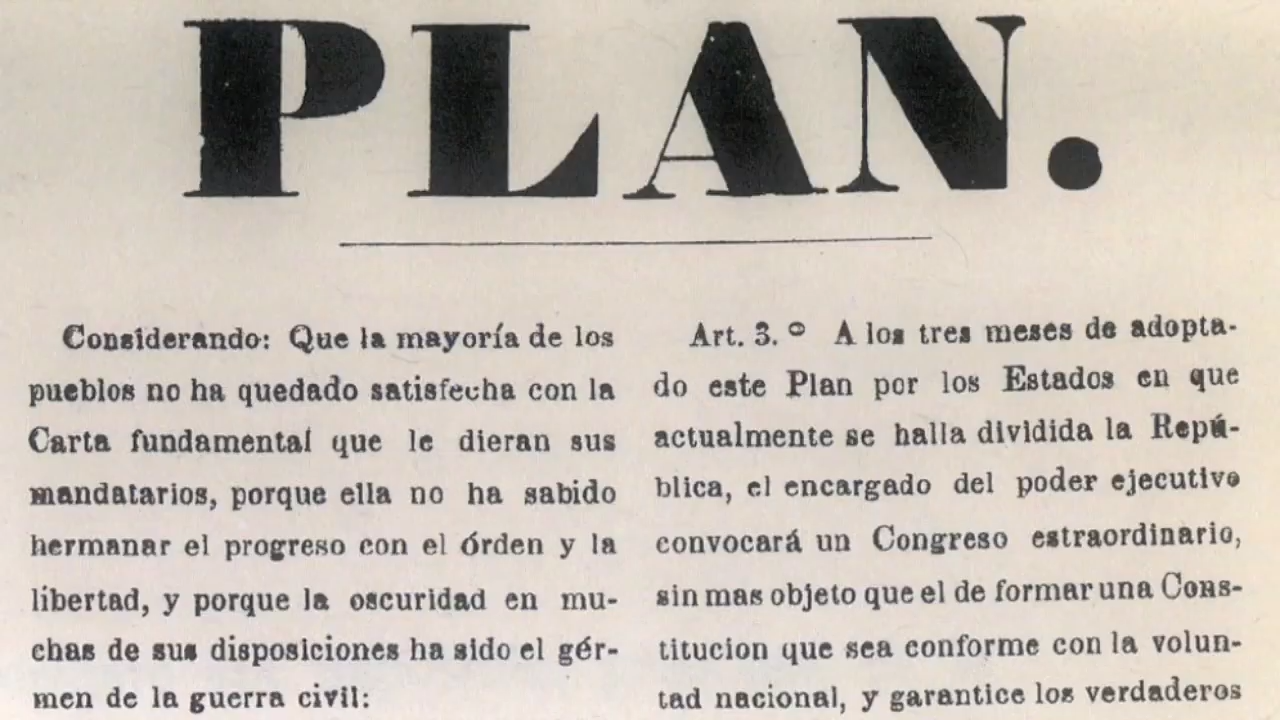 PLAN.
Considerando: Que la mayoría de los
pueblos no ha quedado satisfecha con la
Carta fundamental que le dieran sus
mandatarios, porque ella no ha sabido
hermanar el progreso con el órden y la
libertad, y porque la oscuridad en mu-
chas de sus disposiciones ha sido el gér-
men de la guerra civil:
Art. 3.º A los tres meses de adopta-
do este Plan por los Estados en que
actualmente se halla dividida la Repú-
blica, el encargado del poder ejecutivo
convocará un Congreso estraordinario,
sin mas objeto que el de formar una Cons-
titucion que sea conforme con la volun-
tad nacional, y garantice los verdaderos